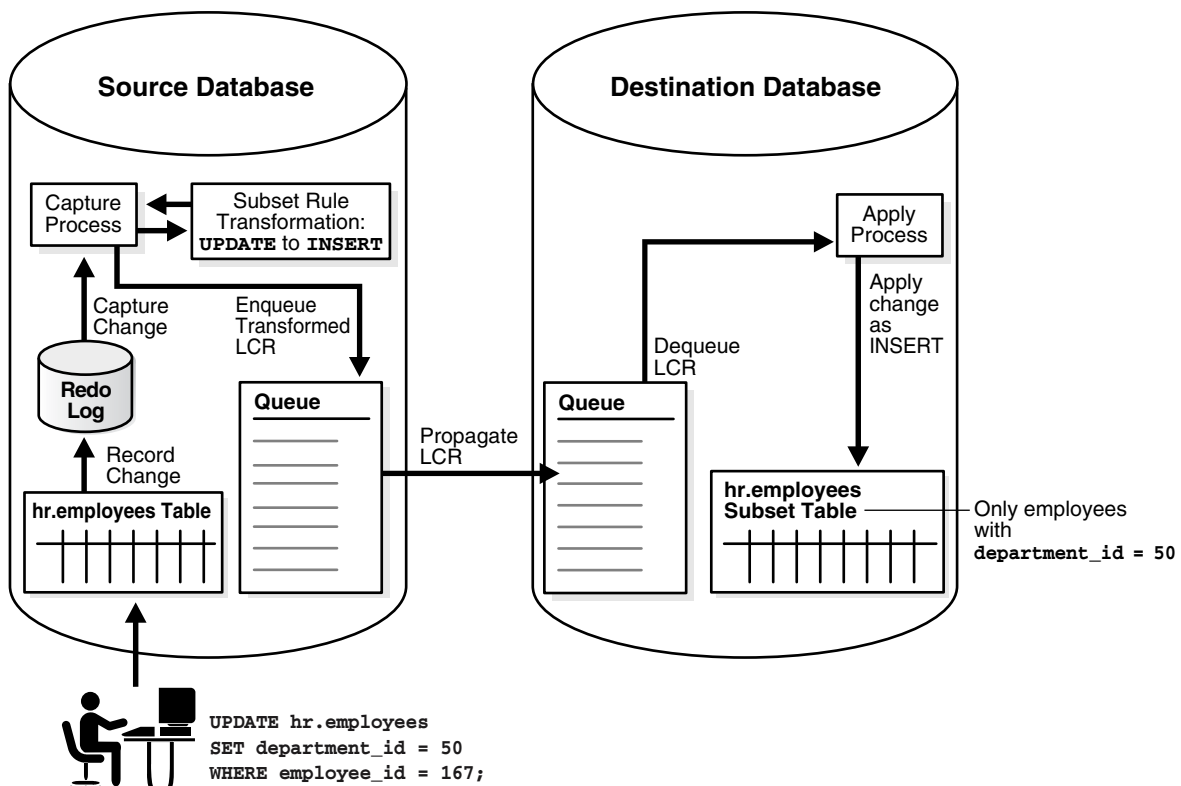 Source Database
Destination Database
Capture
Process
Subset Rule
Transformation:
UPDATE to INSERT
Apply
Process
Capture
Change
Enqueue
Transformed
LCR
Apply
change
as
INSERT
Dequeue
LCR
Redo
Log
Queue
Queue
Propagate
LCR
Record
Change
hr.employees Table
hr.employees
Subset Table
Only employees
with
department_id = 50
UPDATE hr.employees
SET department_id = 50
WHERE employee_id = 167;